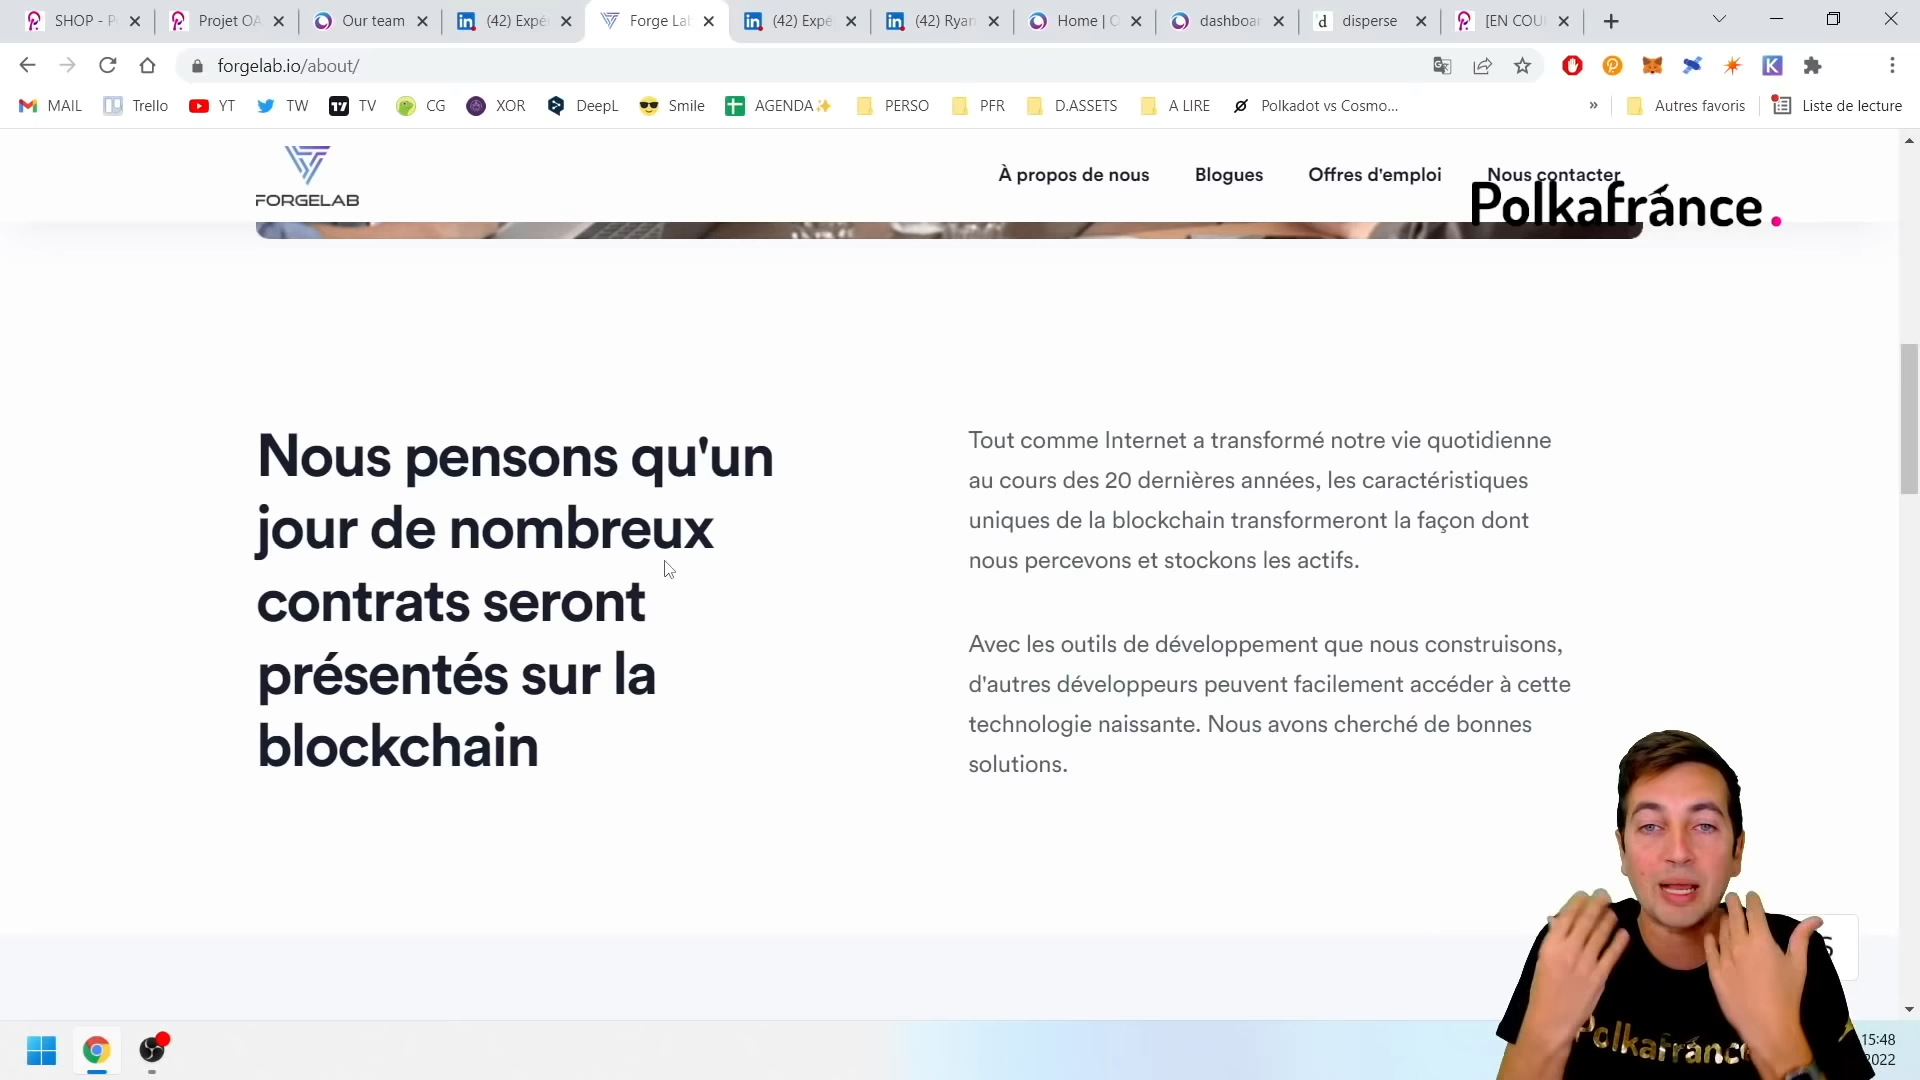 SHOP - P
Projet OA
Our team
(42) Expé
Forge La
(42) Expé
(42) Ryan
Home | O
dashboar
disperse
[EN COU
forgelab.io/about/
MAIL
Trello
YT
TW
TV
CG
XOR
DeepL
Smile
AGENDA✨
PERSO
PFR
D.ASSETS
A LIRE
Polkadot vs Cosmo...
»
Autres favoris
Liste de lecture
FORGELAB
À propos de nous
Blogues
Offres d'emploi
Nous contacter
Polkafrance.
Nous pensons qu'un
jour de nombreux
contrats seront
présentés sur la
blockchain
Tout comme Internet a transformé notre vie quotidienne
au cours des 20 dernières années, les caractéristiques
uniques de la blockchain transformeront la façon dont
nous percevons et stockons les actifs.
Avec les outils de développement que nous construisons,
d'autres développeurs peuvent facilement accéder à cette
technologie naissante. Nous avons cherché de bonnes
solutions.
Polkafrance
15:48
2022